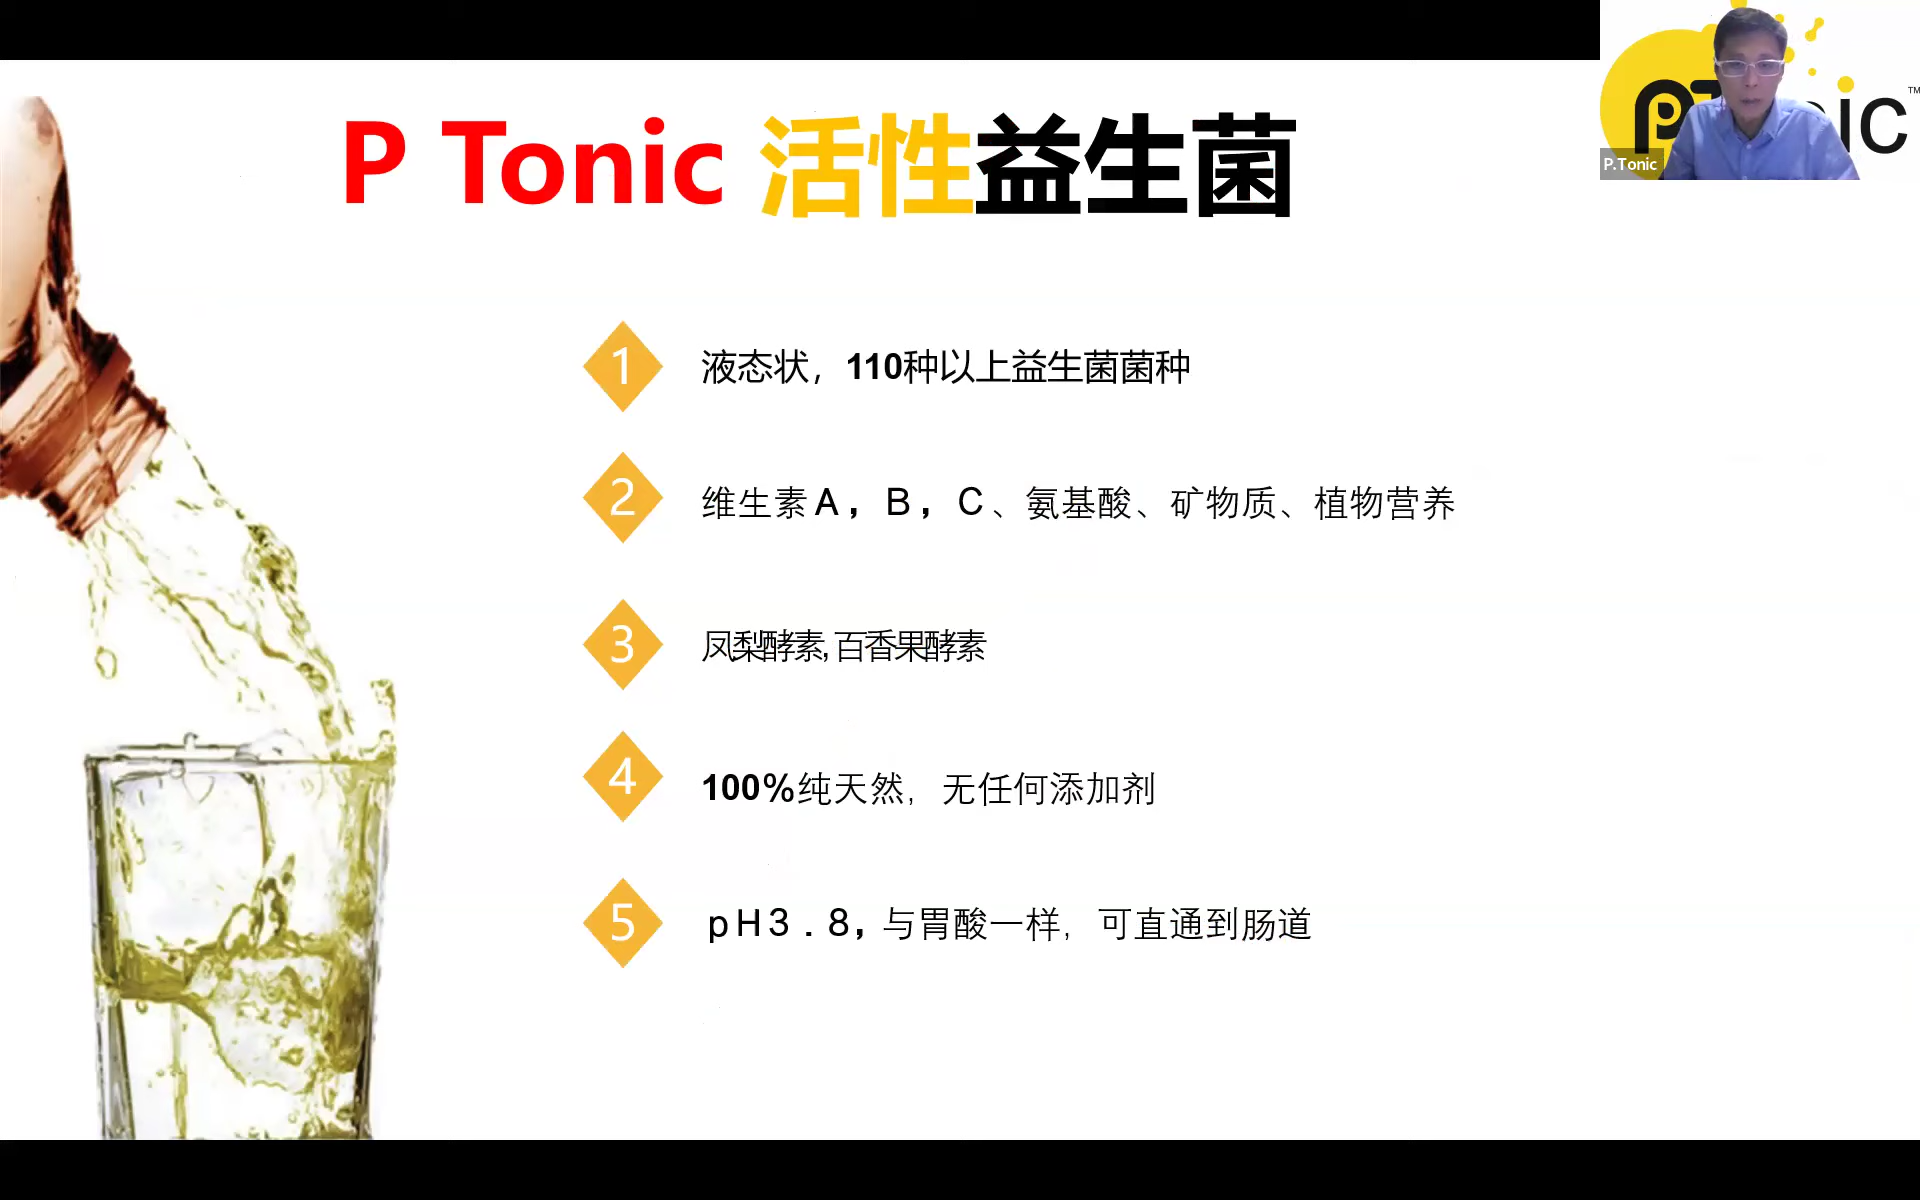 P Tonic 活性益生菌
P.Tonic
TM
1 液态状，110种以上益生菌菌种
2 维生素A，B，C、氨基酸、矿物质、植物营养
3 凤梨酵素, 百香果酵素
4 100%纯天然，无任何添加剂
5 pH3.8，与胃酸一样，可直通到肠道